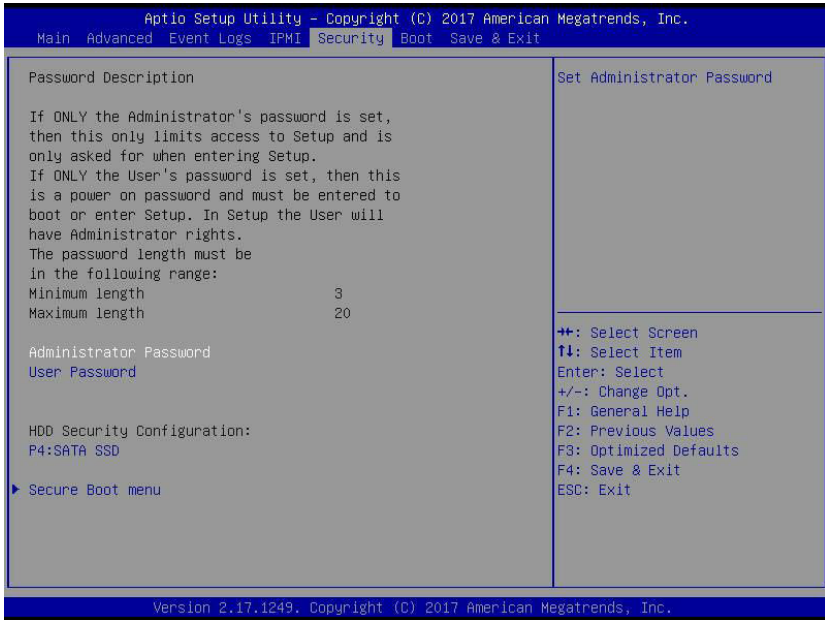 Aptio Setup Utility – Copyright (C) 2017 American Megatrends, Inc.
Main Advanced Event Logs IPMI Security Boot Save & Exit
Password Description
If ONLY the Administrator's password is set,
then this only limits access to Setup and is
only asked for when entering Setup.
If ONLY the User's password is set, then this
is a power on password and must be entered to
boot or enter Setup. In Setup the User will
have Administrator rights.
The password length must be
in the following range:
Minimum length 3
Maximum length 20
Administrator Password
User Password
HDD Security Configuration:
P4:SATA SSD
Secure Boot menu
Set Administrator Password
→←: Select Screen
↑↓: Select Item
Enter: Select
+/-: Change Opt.
F1: General Help
F2: Previous Values
F3: Optimized Defaults
F4: Save & Exit
ESC: Exit
Version 2.17.1249. Copyright (C) 2017 American Megatrends, Inc.